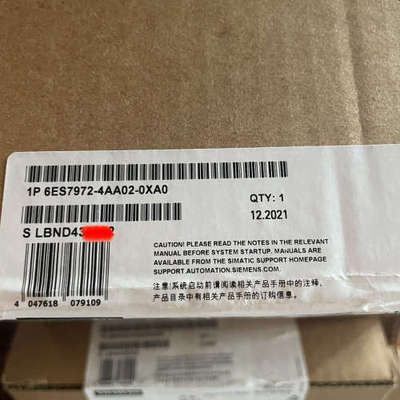 1P 6ES7972-4AA02-0XA0
QTY: 1
12.2021
S LBND43
CAUTION! PLEASE READ THE NOTES IN THE RELEVANT
MANUAL BEFORE SYSTEM STARTUP. MANUALS ARE
AVAILABLE FROM THE SIMATIC SUPPORT HOMEPAGE
SUPPORT.AUTOMATION.SIEMENS.COM.
注意!系统启动前请阅读相关产品手册中的注释,
产品目录中有相关产品手册的订购信息。
4 047618 079109